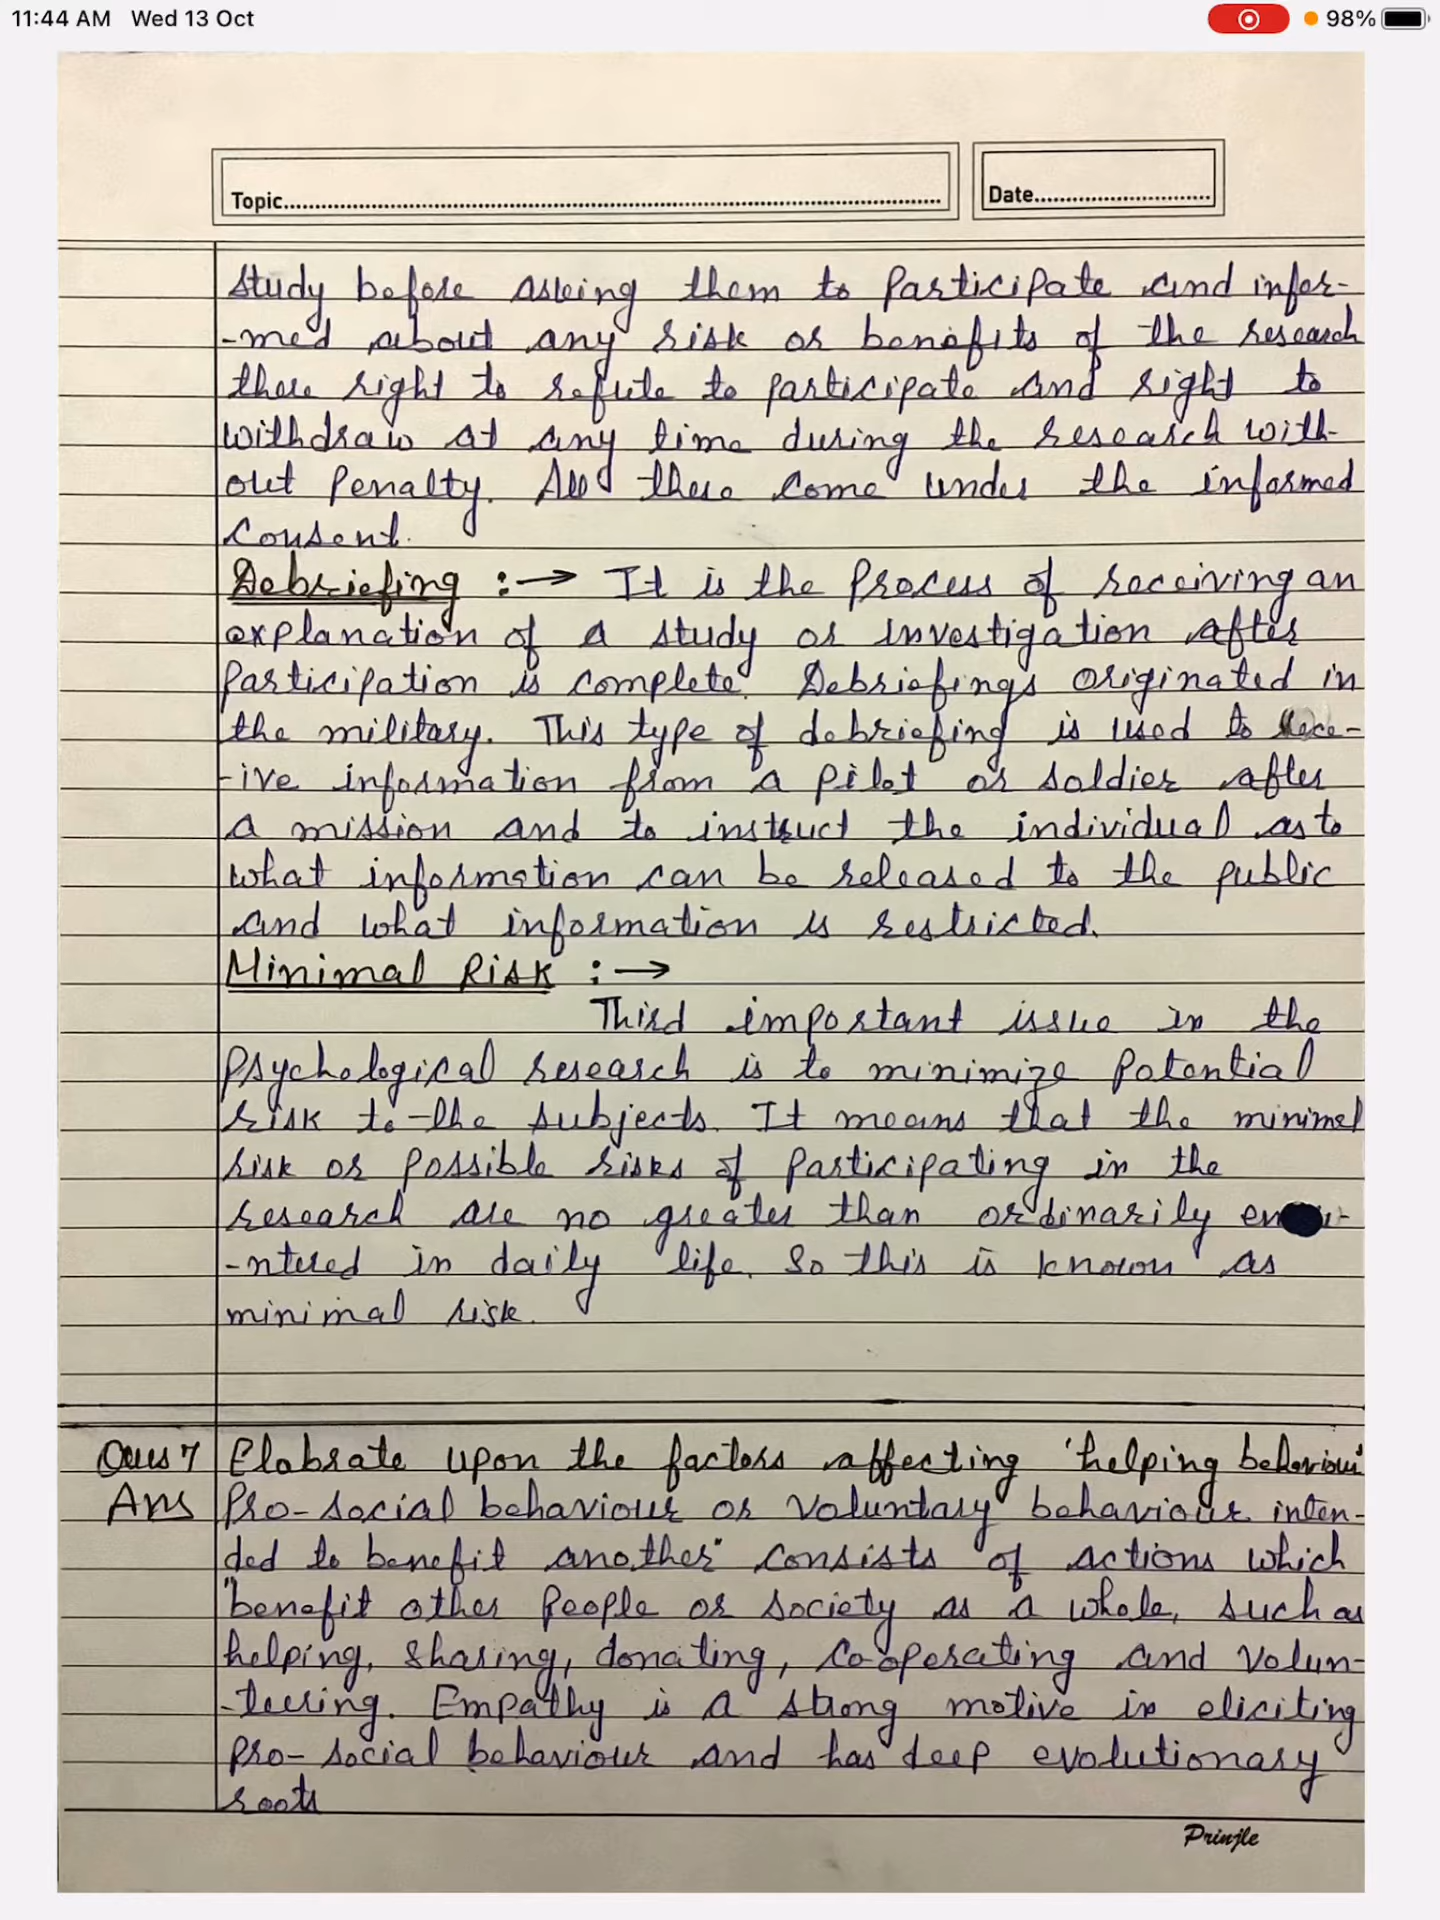 11:44 AM Wed 13 Oct 98%
Topic
Date
study before asking them to Participate and infor-
-med about any risk or benefits of the research
there right to refute to participate and right to
withdraw at any time during the research with-
out Penalty. All these come under the informed
Consent.
Debriefing :→ It is the Process of receiving an
explanation of a study or investigation after
Participation is complete. Debriefings originated in
the military. This type of debriefing is used to rece-
-ive information from a pilot or soldier after
a mission and to instruct the individual as to
what information can be released to the public
and what information is restricted.
Minimal Risk :→
Third important issue in the
Psychological research is to minimize Potential
risk to the subjects. It means that the minimal
risk or possible risks of participating in the
research are no greater than ordinarily
-ntered in daily life. So this is known as
minimal risk.
Ques 7 Elabrate upon the factors affecting 'helping behaviour'
Ans Pro-social behaviour or voluntary behaviour inten-
ded to benefit another" consists of actions which
"benefit other People or society as a whole, such as
helping, sharing, donating, co-operating and volun-
-teering. Empathy is a strong motive in eliciting
pro-social behaviour and has deep evolutionary
roots
Prinjle